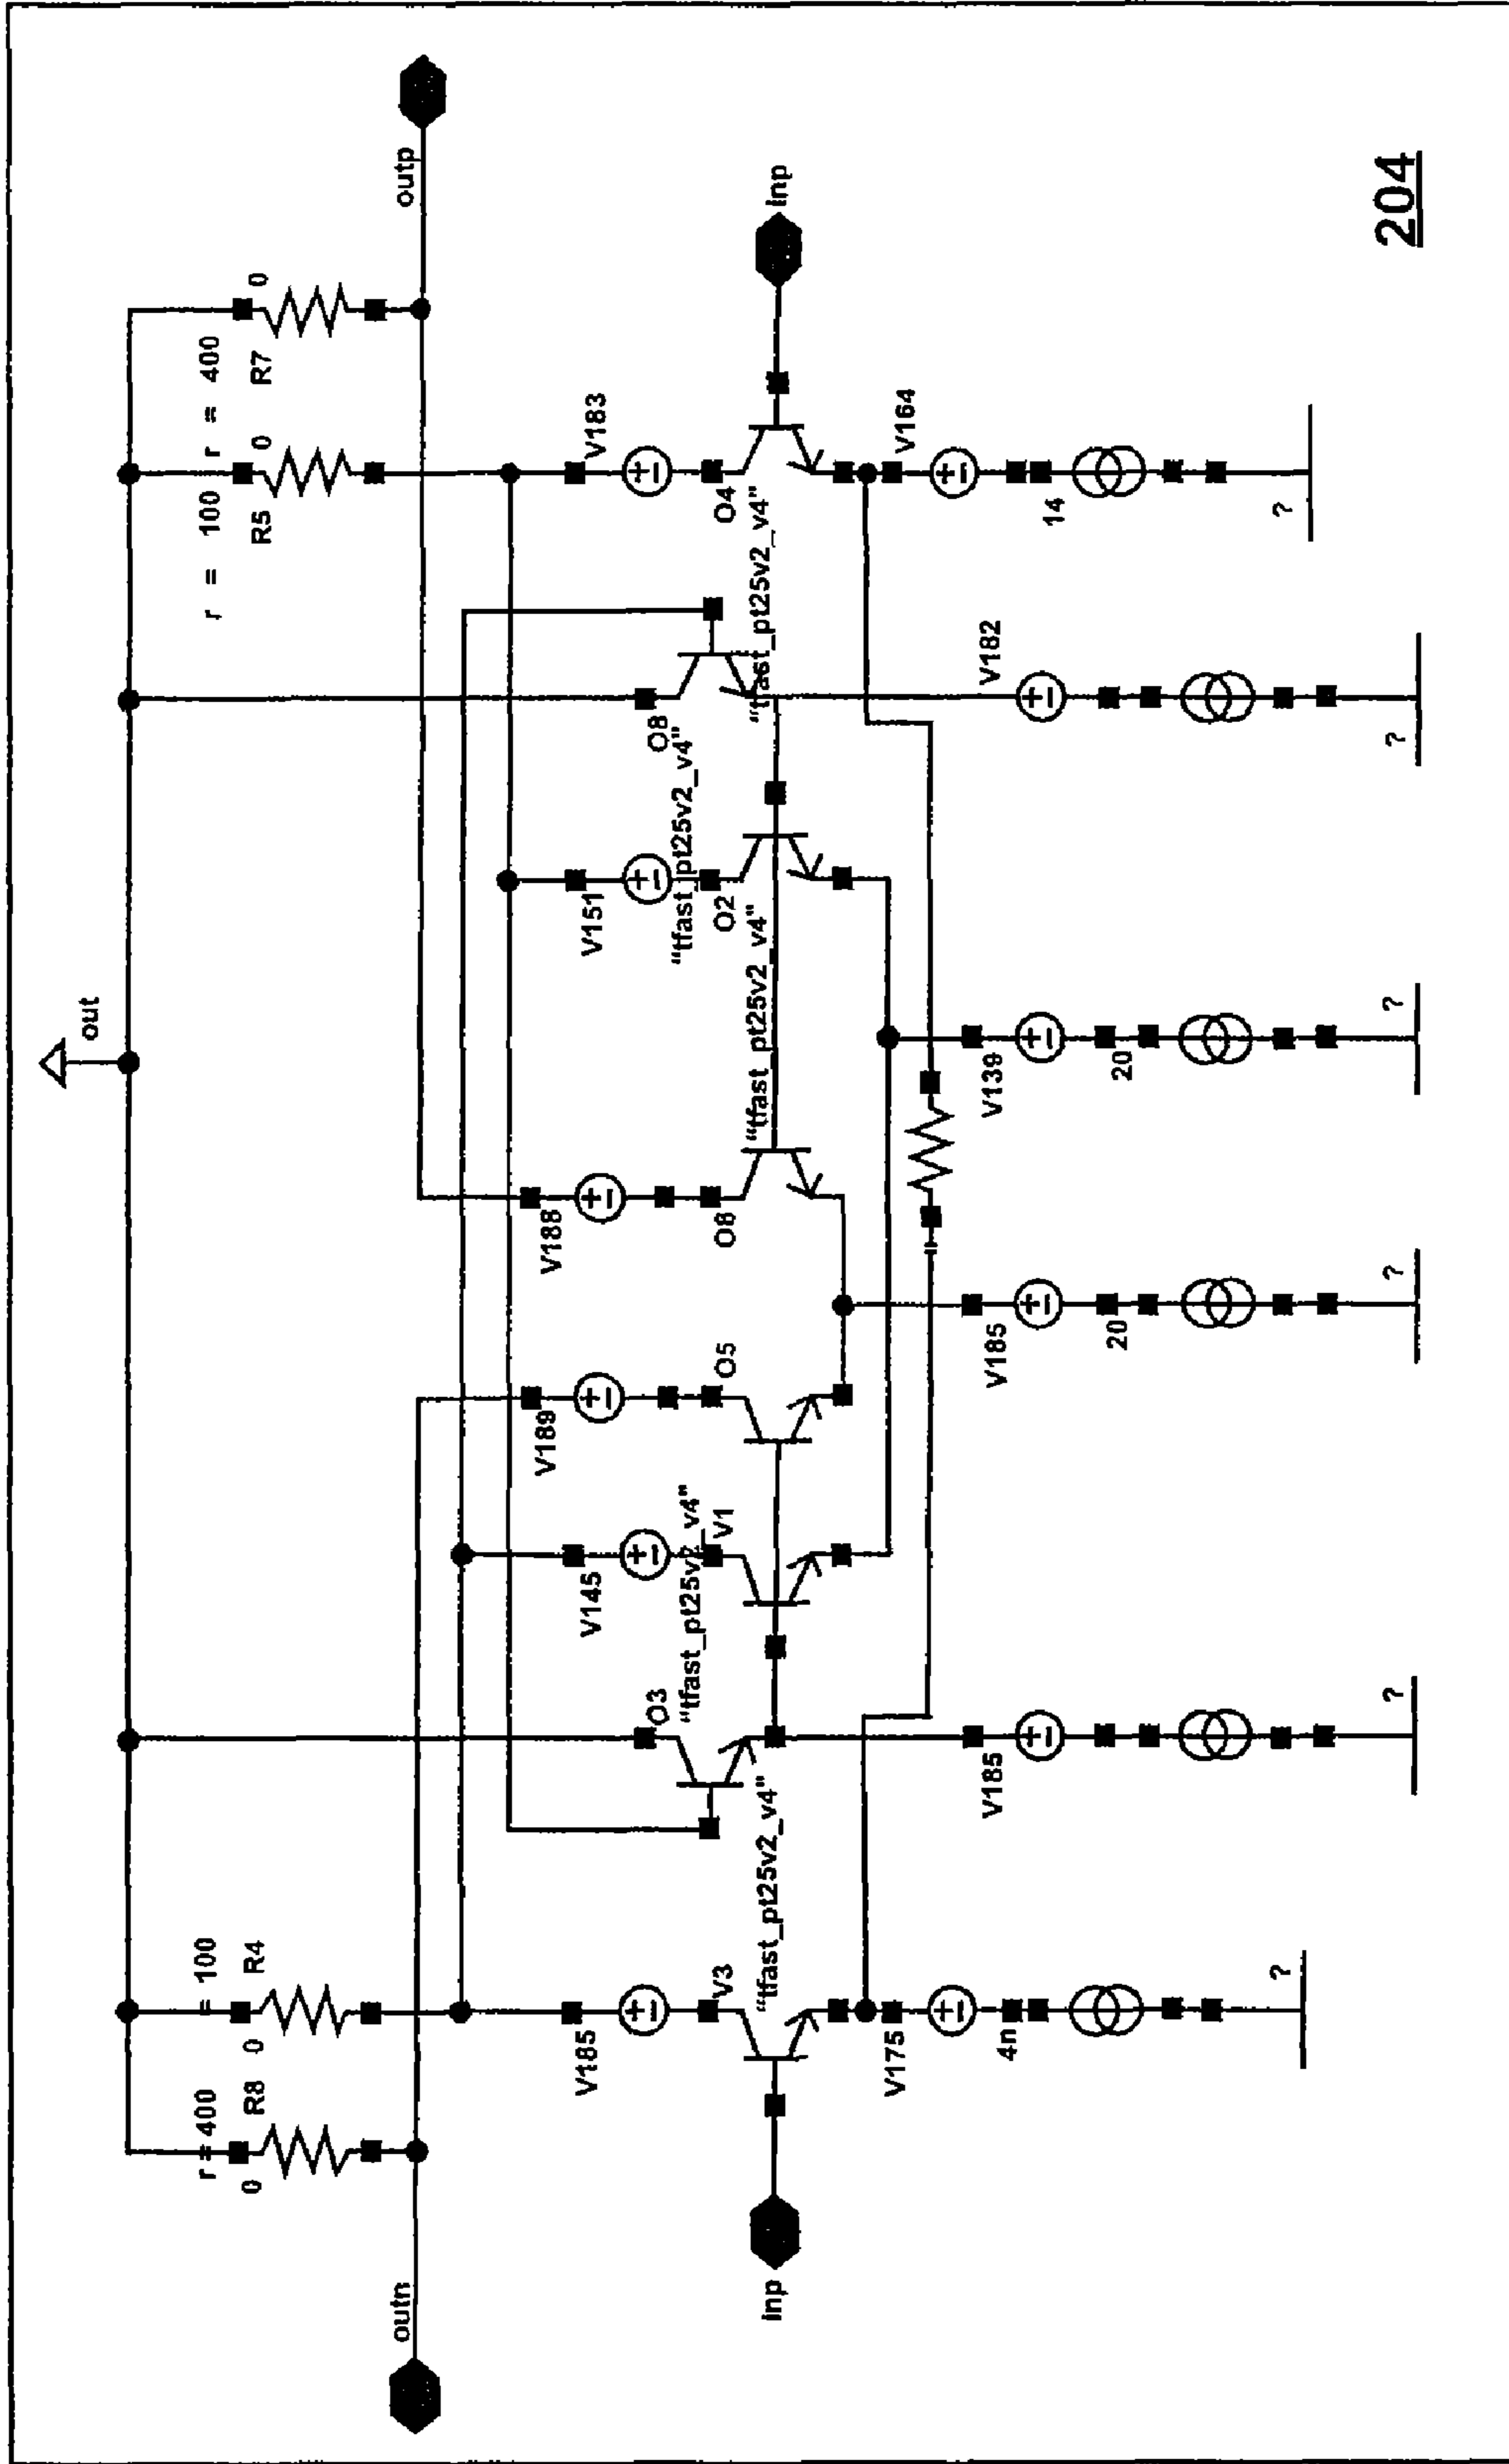 out
r = 400
= 100
r = 100
r = 400
0
R8
0
R4
R5
0
R7
0
outn
outp
V185
V145
V189
V188
V151
V183
V3
O3
V1
O5
O6
O2
O8
O4
"tfast_pt25v2_v4"
"tfast_pt25v2_v4"
"tfast_pt25v2_v4"
"tfast_pt25v2_v4"
"tfast_pt25v2_v4"
inp
inp
V175
V185
V185
V139
V182
V164
4n
20
20
14
?
?
?
?
?
?
204